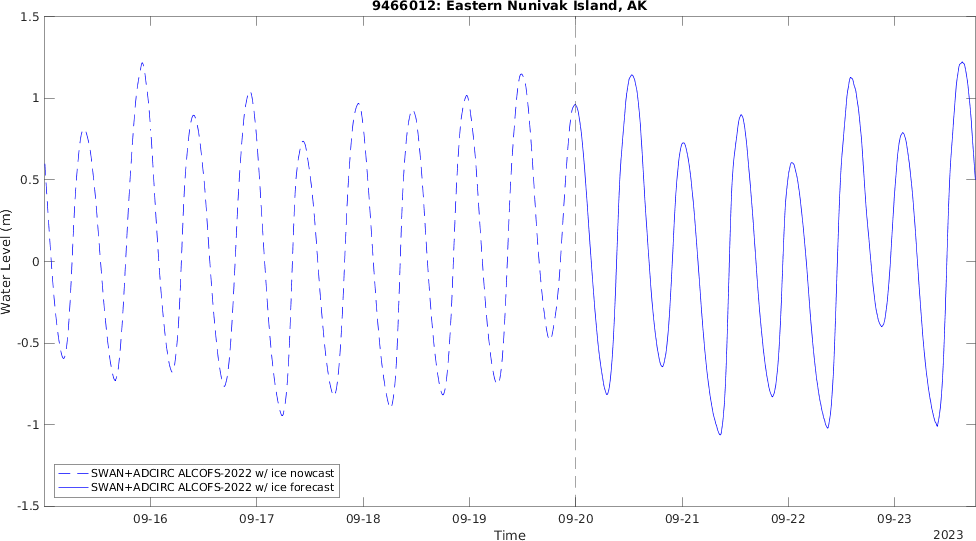 9466012: Eastern Nunivak Island, AK
1.5
1
0.5
0
-0.5
-1
-1.5
Water Level (m)
SWAN+ADCIRC ALCOFS-2022 w/ ice nowcast
SWAN+ADCIRC ALCOFS-2022 w/ ice forecast
09-16 09-17 09-18 09-19 09-20 09-21 09-22 09-23
Time
2023